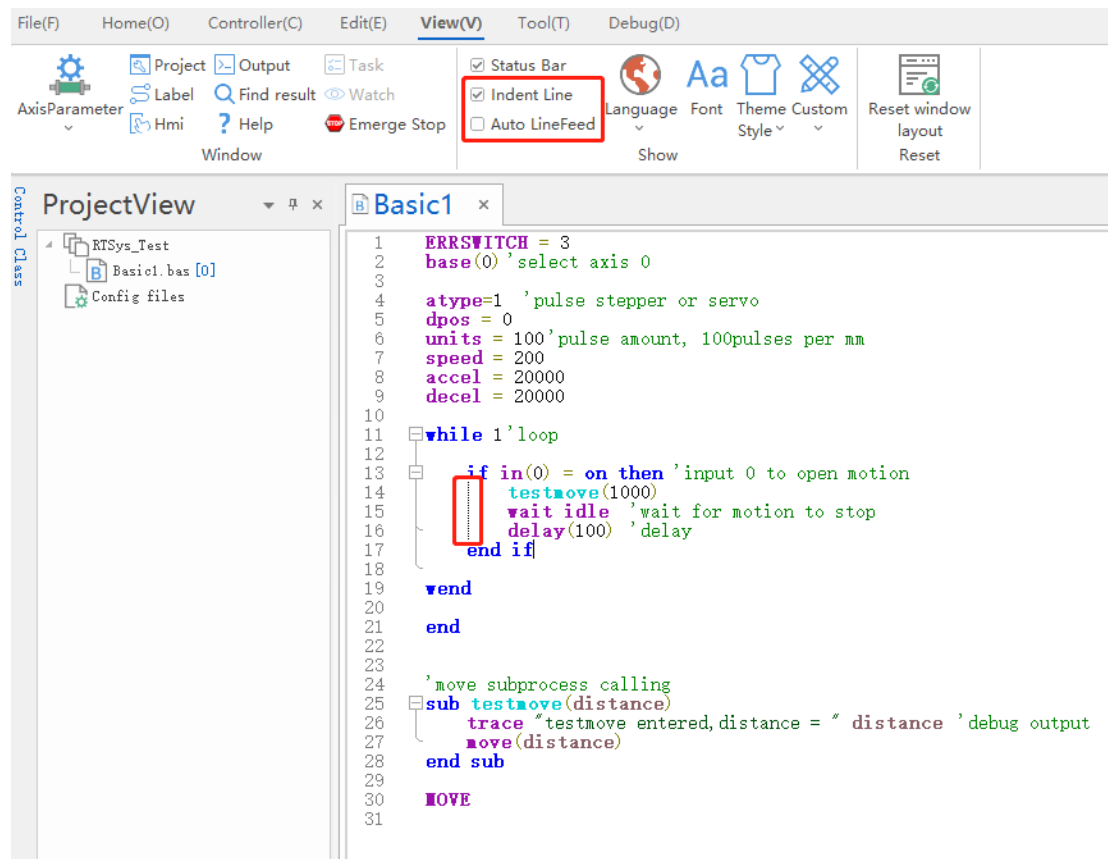 File(F) Home(O) Controller(C) Edit(E) View(V) Tool(T) Debug(D)
AxisParameter
Project Output Task
Label Find result Watch
Hmi Help Emerge Stop
Window
Status Bar
Indent Line
Auto LineFeed
Language Font Theme Style Custom
Show
Reset window
layout
Reset
Control Class
ProjectView
RTSys_Test
Basic1.bas [0]
Config files
Basic1
1 ERRSWITCH = 3
2 base(0) 'select axis 0
3
4 atype=1 'pulse stepper or servo
5 dpos = 0
6 units = 100'pulse amount, 100pulses per mm
7 speed = 200
8 accel = 20000
9 decel = 20000
10
11 while 1'loop
12
13 if in(0) = on then 'input 0 to open motion
14 testmove(1000)
15 wait idle 'wait for motion to stop
16 delay(100) 'delay
17 end if
18
19 wend
20
21 end
22
23
24 'move subprocess calling
25 sub testmove(distance)
26 trace "testmove entered,distance = " distance 'debug output
27 move(distance)
28 end sub
29
30 MOVE
31